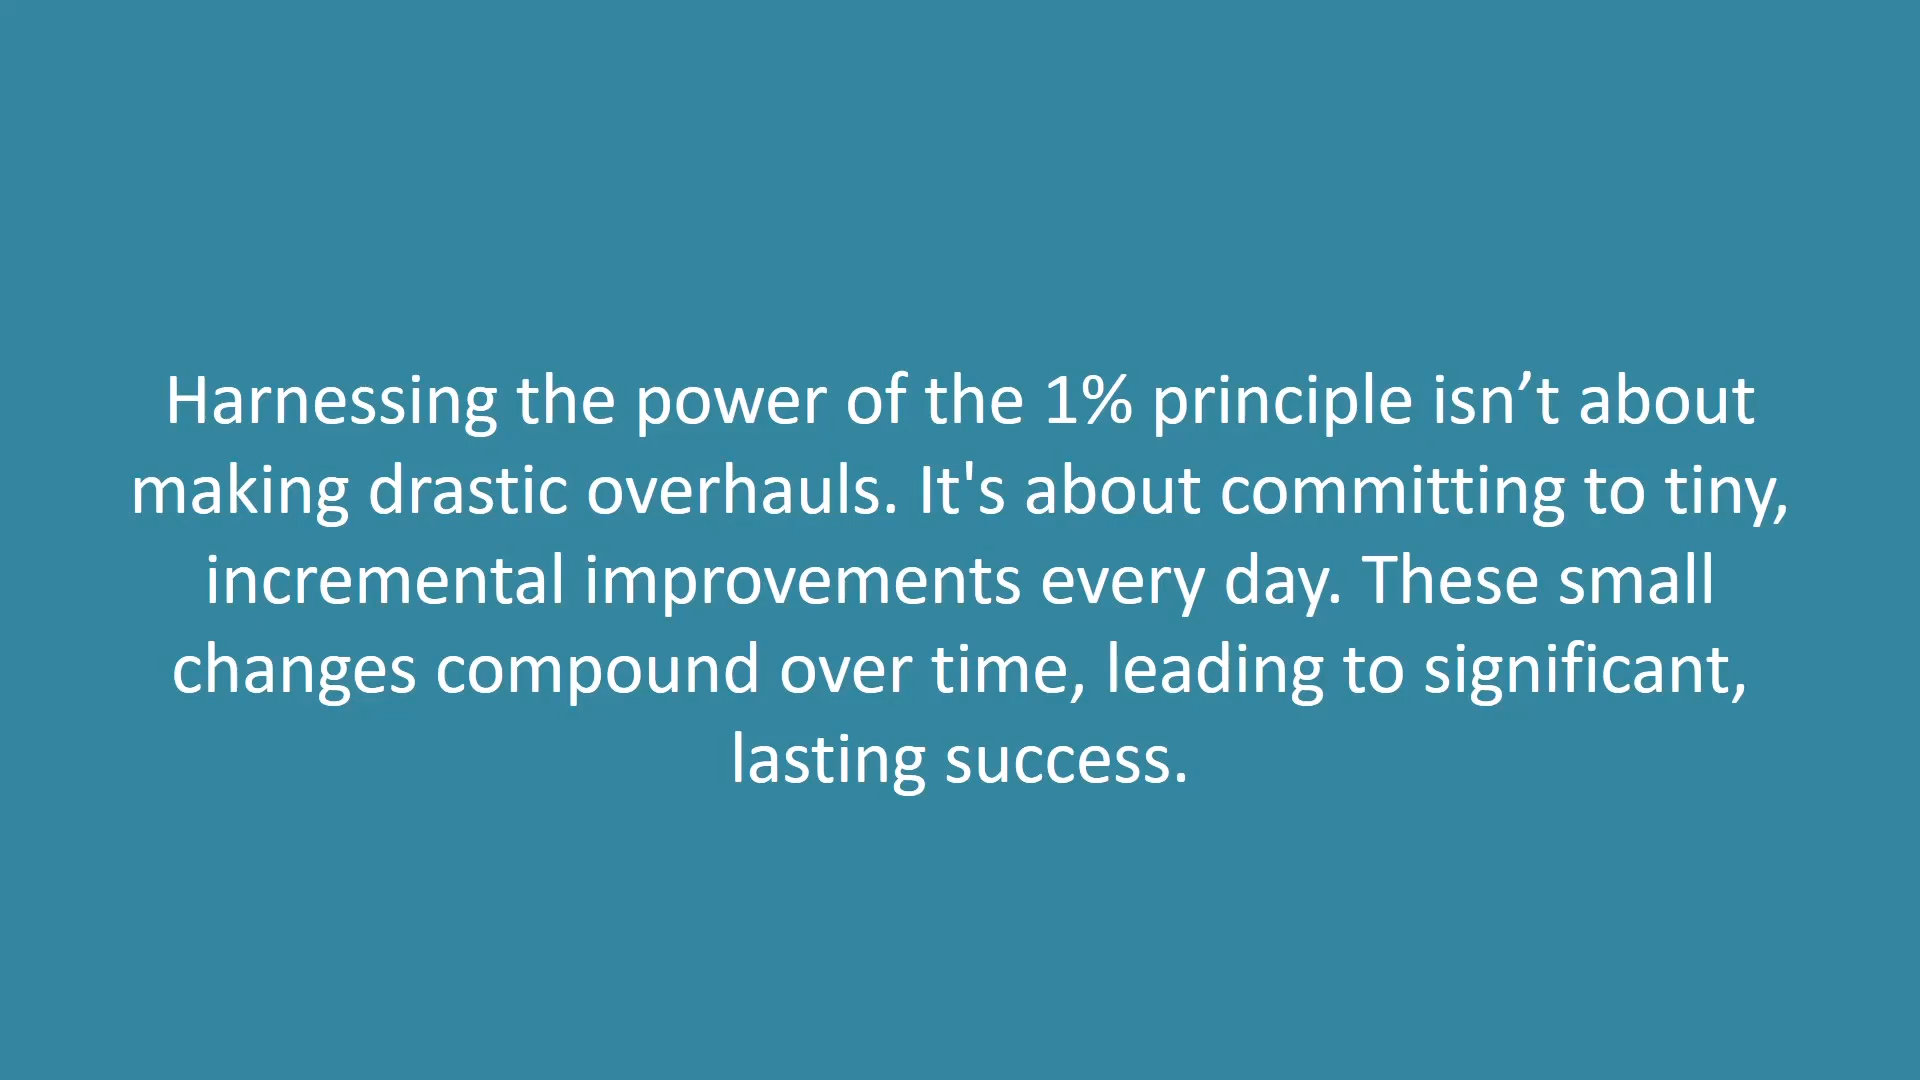 Harnessing the power of the 1% principle isn’t about
making drastic overhauls. It's about committing to tiny,
incremental improvements every day. These small
changes compound over time, leading to significant,
lasting success.